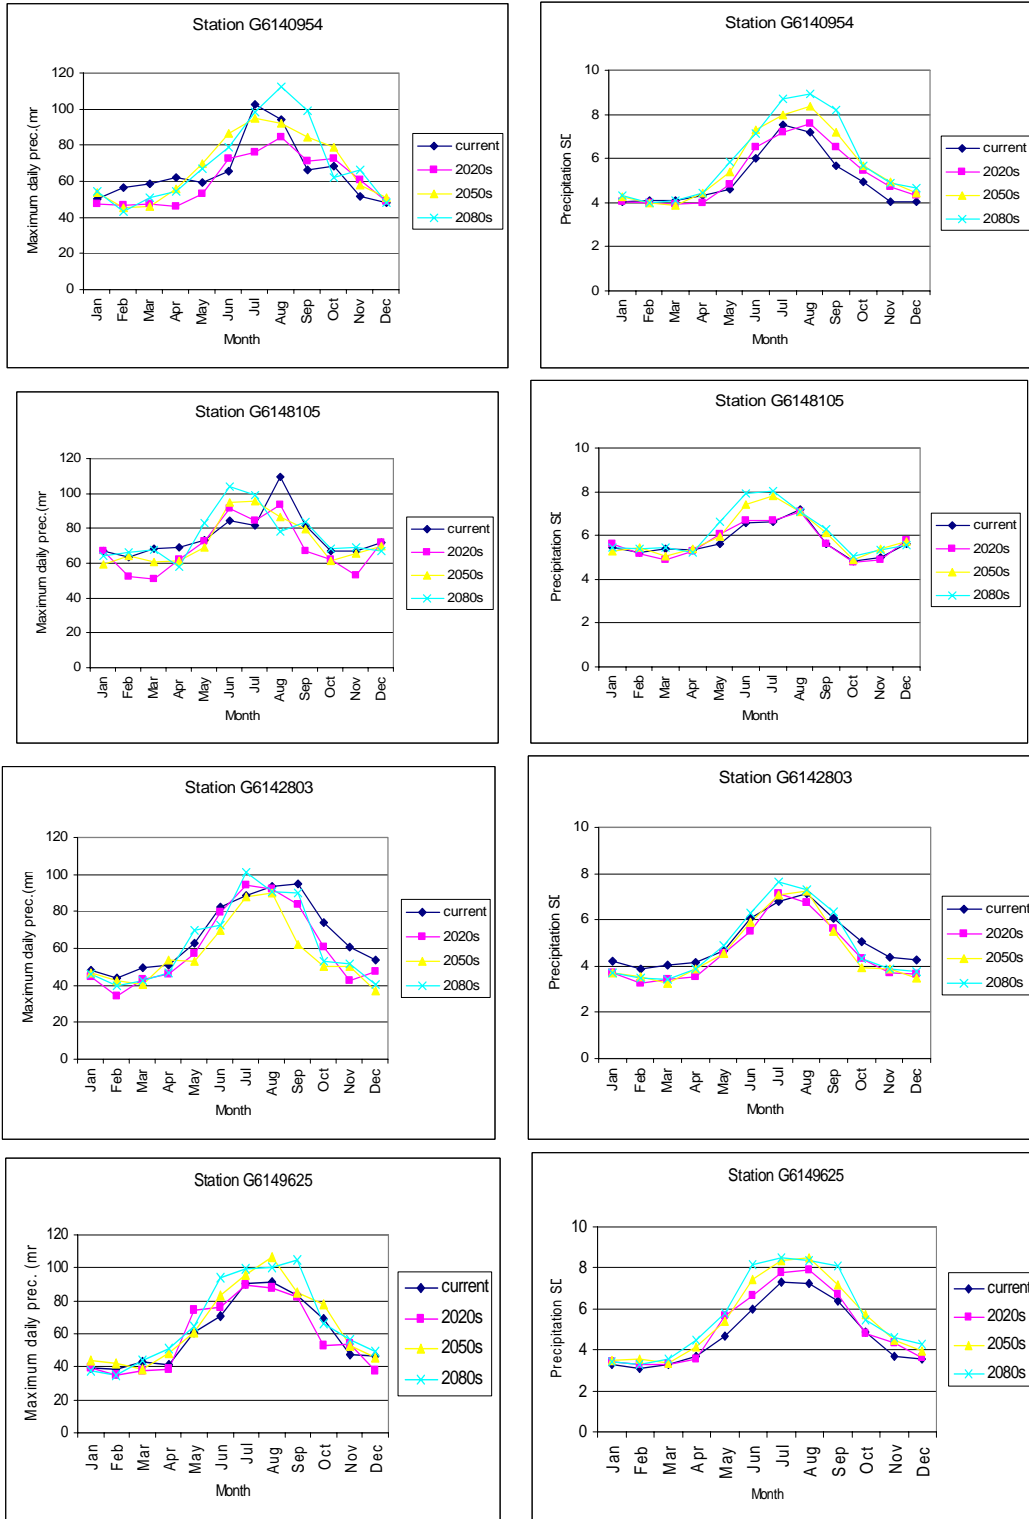 Station G6140954
Maximum daily prec.(mr
120
100
80
60
40
20
0
Jan Feb Mar Apr May Jun Jul Aug Sep Oct Nov Dec
Month
current
2020s
2050s
2080s
Station G6140954
Precipitation SD
10
8
6
4
2
0
Jan Feb Mar Apr May Jun Jul Aug Sep Oct Nov Dec
Month
current
2020s
2050s
2080s
Station G6148105
Maximum daily prec.(mr
120
100
80
60
40
20
0
Jan Feb Mar Apr May Jun Jul Aug Sep Oct Nov Dec
Month
current
2020s
2050s
2080s
Station G6148105
Precipitation SD
10
8
6
4
2
0
Jan Feb Mar Apr May Jun Jul Aug Sep Oct Nov Dec
Month
current
2020s
2050s
2080s
Station G6142803
Maximum daily prec.(mn
120
100
80
60
40
20
0
Jan Feb Mar Apr May Jun Jul Aug Sep Oct Nov Dec
Month
current
2020s
2050s
2080s
Station G6142803
Precipitation SD
10
8
6
4
2
0
Jan Feb Mar Apr May Jun Jul Aug Sep Oct Nov Dec
Month
current
2020s
2050s
2080s
Station G6149625
Maximum daily prec. (mr
120
100
80
60
40
20
0
Jan Feb Mar Apr May Jun Jul Aug Sep Oct Nov Dec
Month
current
2020s
2050s
2080s
Station G6149625
Precipitation SD
10
8
6
4
2
0
Jan Feb Mar Apr May Jun Jul Aug Sep Oct Nov Dec
Month
current
2020s
2050s
2080s